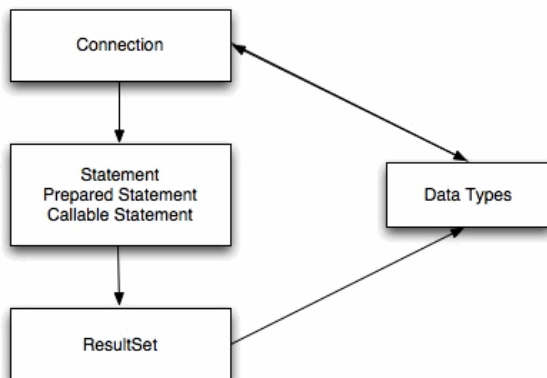 Connection
Statement
Prepared Statement
Callable Statement
Data Types
ResultSet